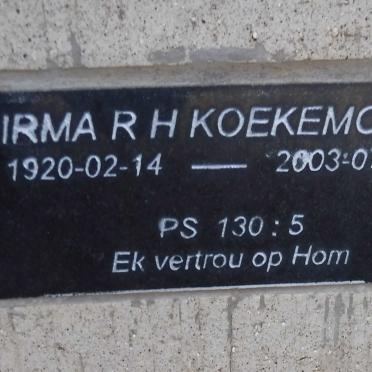 IRMA R H KOEKEMO
1920-02-14 — 2003-0
PS 130 : 5
Ek vertrou op Hom